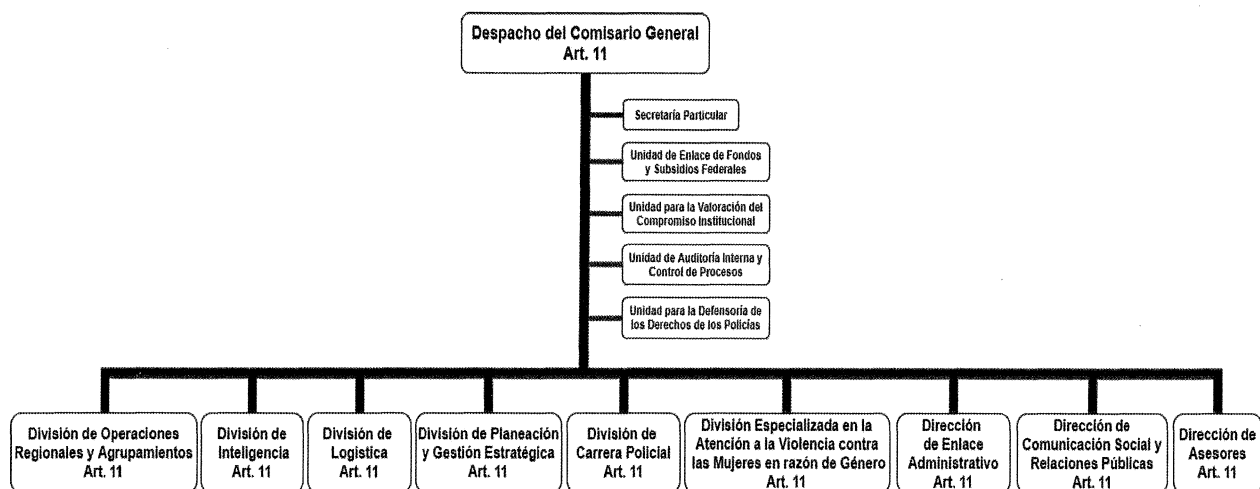 Despacho del Comisario General
Art. 11
Secretaría Particular
Unidad de Enlace de Fondos
y Subsidios Federales
Unidad para la Valoración del
Compromiso Institucional
Unidad de Auditoría Interna y
Control de Procesos
Unidad para la Defensoría de
los Derechos de los Policías
División de Operaciones
Regionales y Agrupamientos
Art. 11
División de
Inteligencia
Art. 11
División de
Logistica
Art. 11
División de Planeación
y Gestión Estratégica
Art. 11
División de
Carrera Policial
Art. 11
División Especializada en la
Atención a la Violencia contra
las Mujeres en razón de Género
Art. 11
Dirección
de Enlace
Administrativo
Art. 11
Dirección de
Comunicación Social y
Relaciones Públicas
Art. 11
Dirección de
Asesores
Art. 11